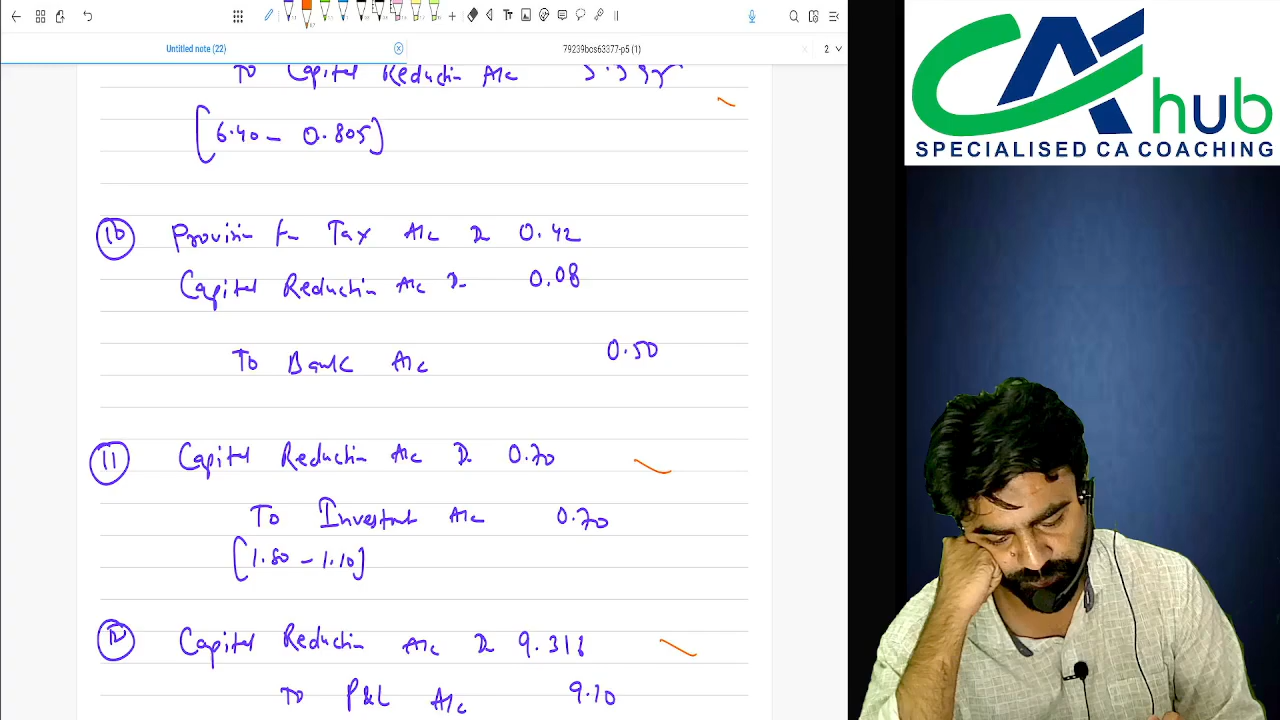 Untitled note (22)
79239bos63377-p5 (1)
2
To Capital Reduction A/c
[6.40 - 0.805]
10 Provision for Tax A/c Dr 0.42
Capital Reduction A/c Dr 0.08
To Bank A/c 0.50
11 Capital Reduction A/c Dr 0.70
To Investment A/c 0.70
[1.80 - 1.10]
12 Capital Reduction A/c Dr 9.318
To P&L A/c 9.10
CA hub
SPECIALISED CA COACHING